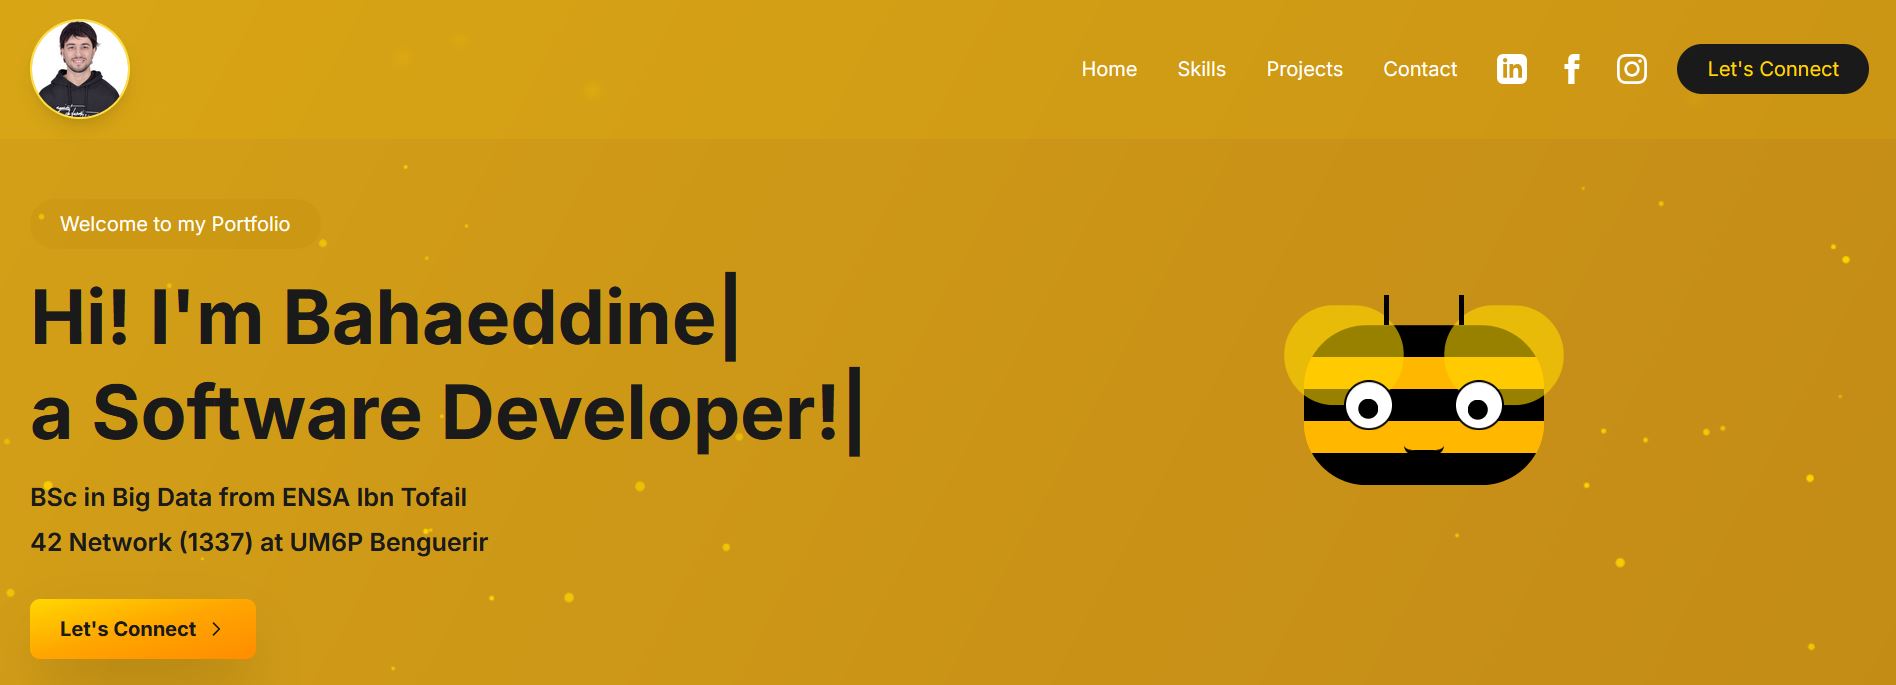 Home Skills Projects Contact in f Let's Connect
Welcome to my Portfolio
Hi! I'm Bahaeddine|
a Software Developer!|
BSc in Big Data from ENSA Ibn Tofail
42 Network (1337) at UM6P Benguerir
Let's Connect